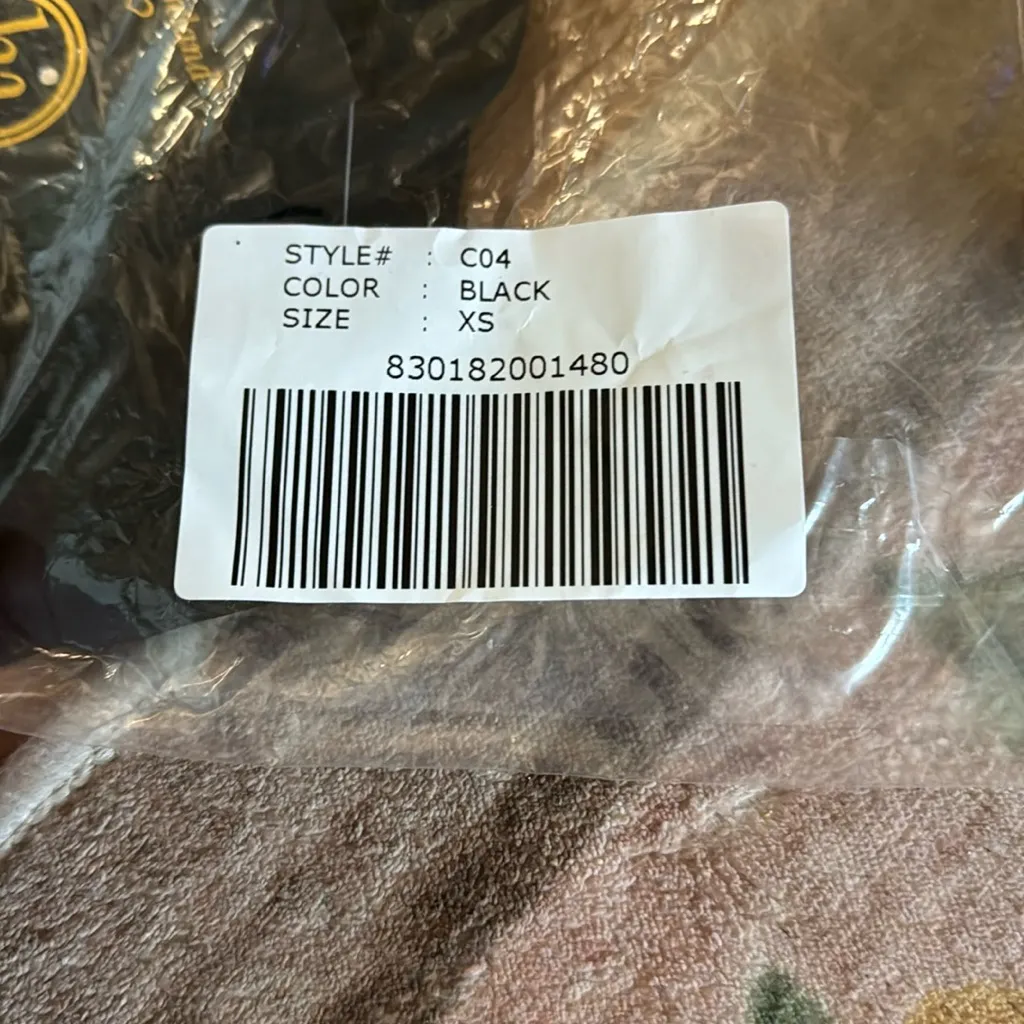 STYLE# : C04
COLOR : BLACK
SIZE : XS
830182001480